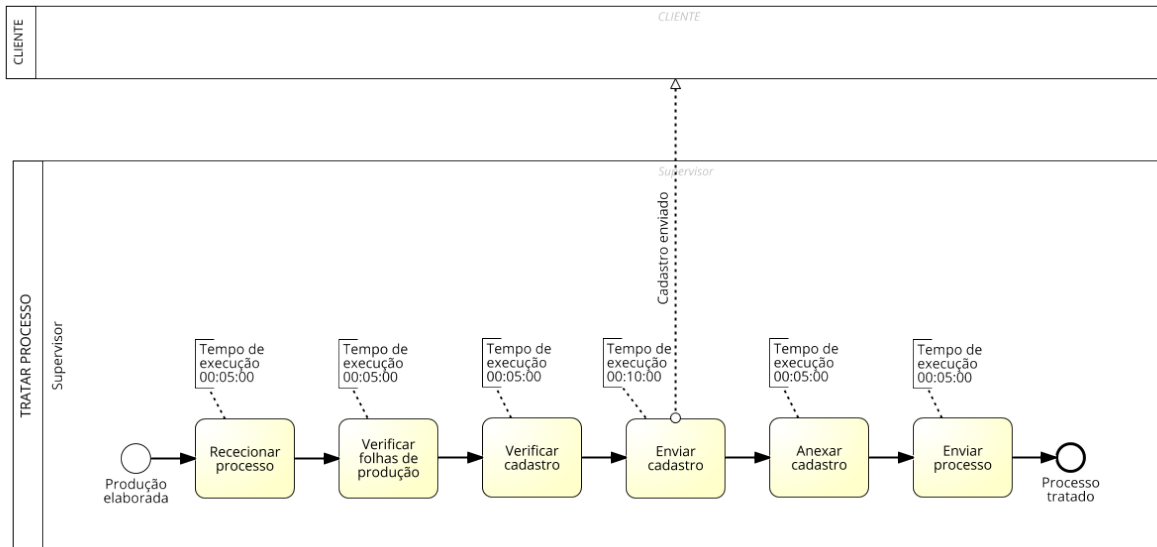 CLIENTE
CLIENTE
TRATAR PROCESSO
Supervisor
Supervisor
Cadastro enviado
Tempo de
execução
00:05:00
Tempo de
execução
00:05:00
Tempo de
execução
00:05:00
Tempo de
execução
00:10:00
Tempo de
execução
00:05:00
Tempo de
execução
00:05:00
Produção
elaborada
Rececionar
processo
Verificar
folhas de
produção
Verificar
cadastro
Enviar
cadastro
Anexar
cadastro
Enviar
processo
Processo
tratado